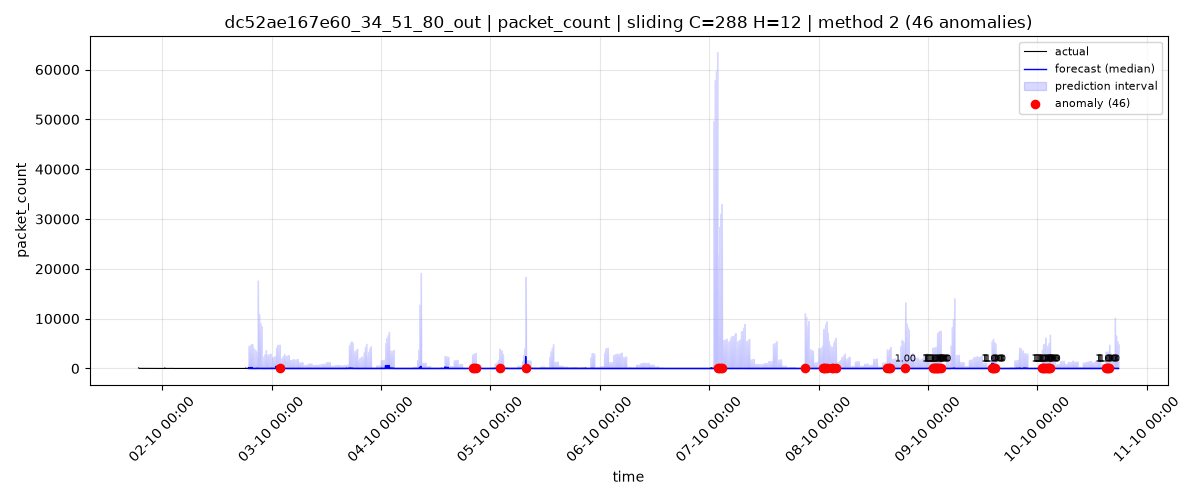 dc52ae167e60_34_51_80_out | packet_count | sliding C=288 H=12 | method 2 (46 anomalies)
actual
forecast (median)
prediction interval
anomaly (46)
packet_count
60000
50000
40000
30000
20000
10000
0
1.00
02-10 00:00
03-10 00:00
04-10 00:00
05-10 00:00
06-10 00:00
07-10 00:00
08-10 00:00
09-10 00:00
10-10 00:00
11-10 00:00
time